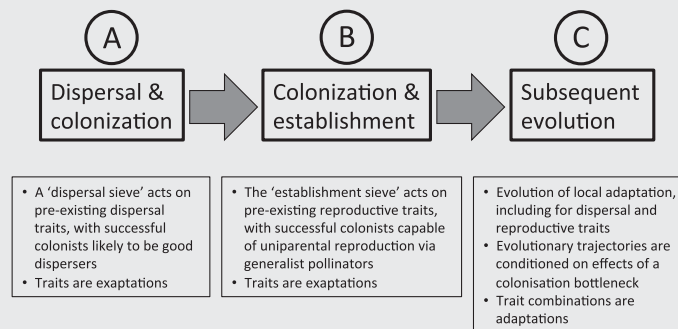 A
B
C
Dispersal &
colonization
Colonization &
establishment
Subsequent
evolution
• A ‘dispersal sieve’ acts on
pre-existing dispersal
traits, with successful
colonists likely to be good
dispersers
• Traits are exaptations
• The ‘establishment sieve’ acts on
pre-existing reproductive traits,
with successful colonists capable
of uniparental reproduction via
generalist pollinators
• Traits are exaptations
• Evolution of local adaptation,
including for dispersal and
reproductive traits
• Evolutionary trajectories are
conditioned on effects of a
colonisation bottleneck
• Trait combinations are
adaptations